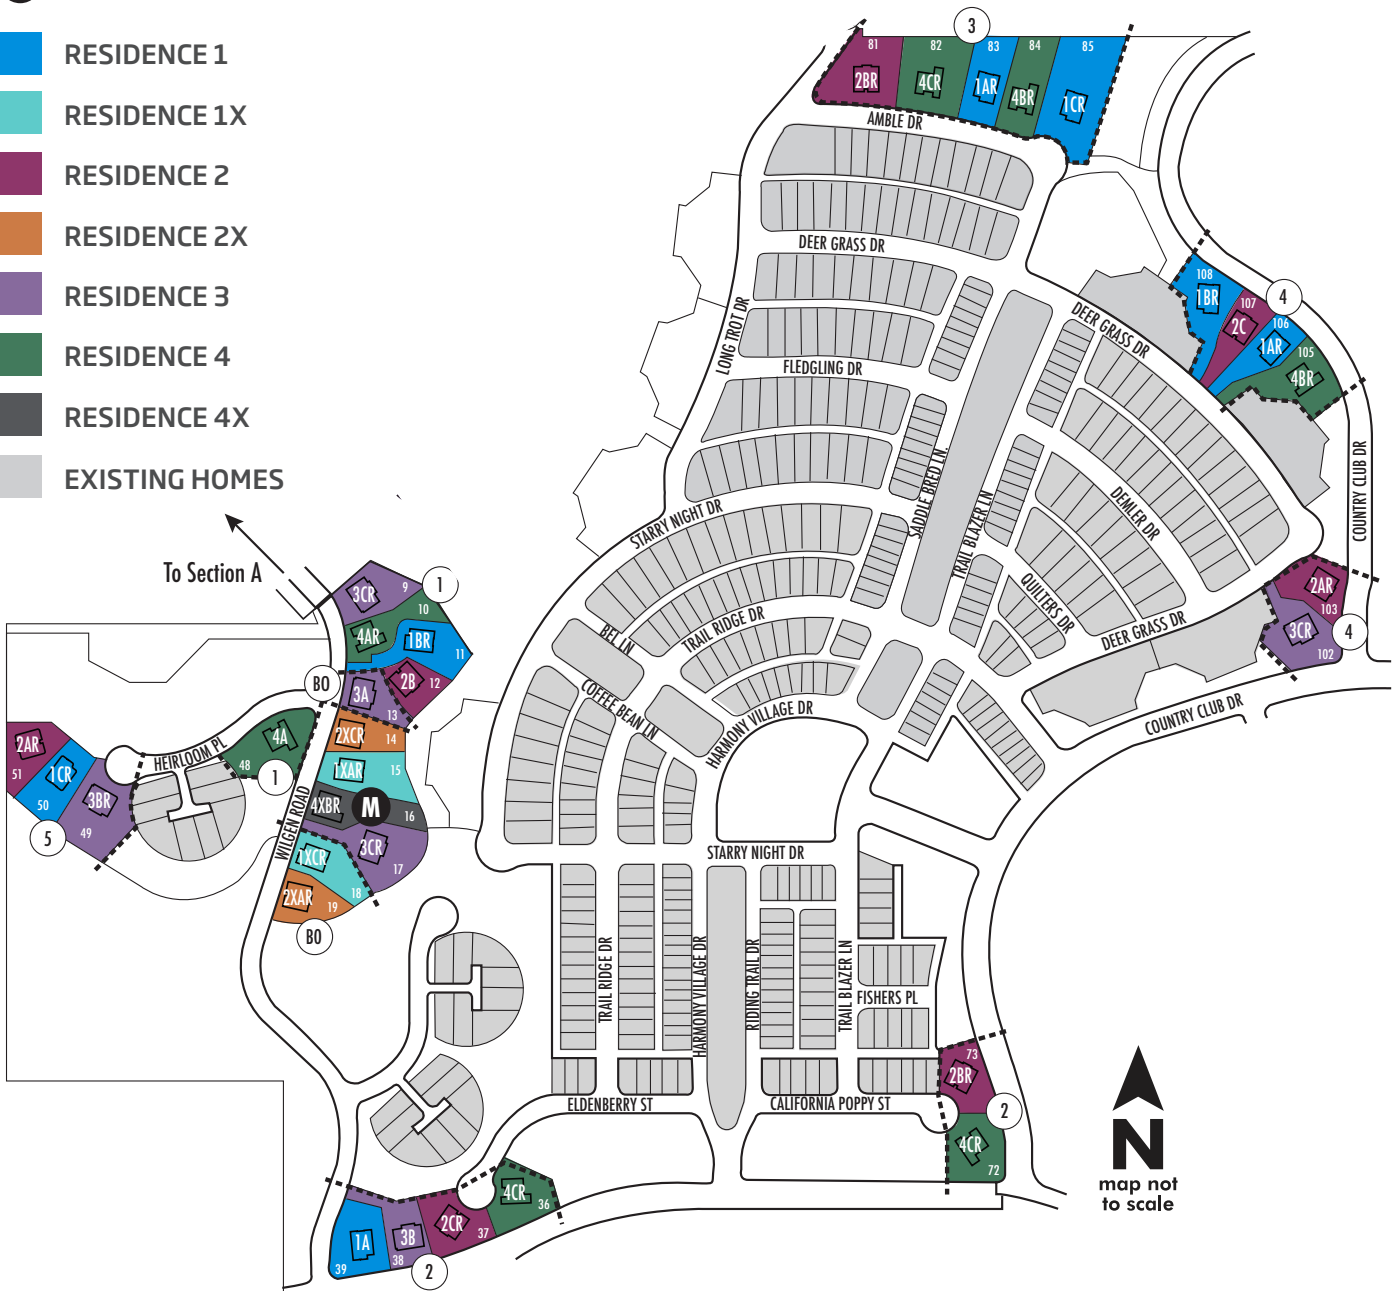 RESIDENCE 1
RESIDENCE 1X
RESIDENCE 2
RESIDENCE 2X
RESIDENCE 3
RESIDENCE 4
RESIDENCE 4X
EXISTING HOMES
To Section A
3
81
82
83
84
85
2BR
4CR
1AR
4BR
1CR
AMBLE DR
DEER GRASS DR
LONG TROT DR
FLEDGLING DR
DEER GRASS DR
108
1BR
107
4
2C
106
1AR
105
4BR
COUNTRY CLUB DR
STARRY NIGHT DR
SADDLE BRED LN.
TRAIL BLAZER LN
DEMLER DR
QUILTERS DR
DEER GRASS DR
2AR
103
3CR
4
102
COUNTRY CLUB DR
BEL LN
TRAIL RIDGE DR
COFFEE BEAN LN
HARMONY VILLAGE DR
3CR
9
1
10
4AR
1BR
11
2B
12
BO
3A
13
2XCR
14
1XAR
15
4XBR
M
16
3CR
17
1XCR
18
2XAR
19
BO
WILGEN ROAD
4A
48
1
HEIRLOOM PL
2AR
51
1CR
50
3BR
49
5
STARRY NIGHT DR
TRAIL RIDGE DR
HARMONY VILLAGE DR
RIDING TRAIL DR
TRAIL BLAZER LN
FISHERS PL
ELDENBERRY ST
CALIFORNIA POPPY ST
73
2BR
2
4CR
72
4CR
36
2CR
37
3B
38
1A
39
2
N
map not
to scale